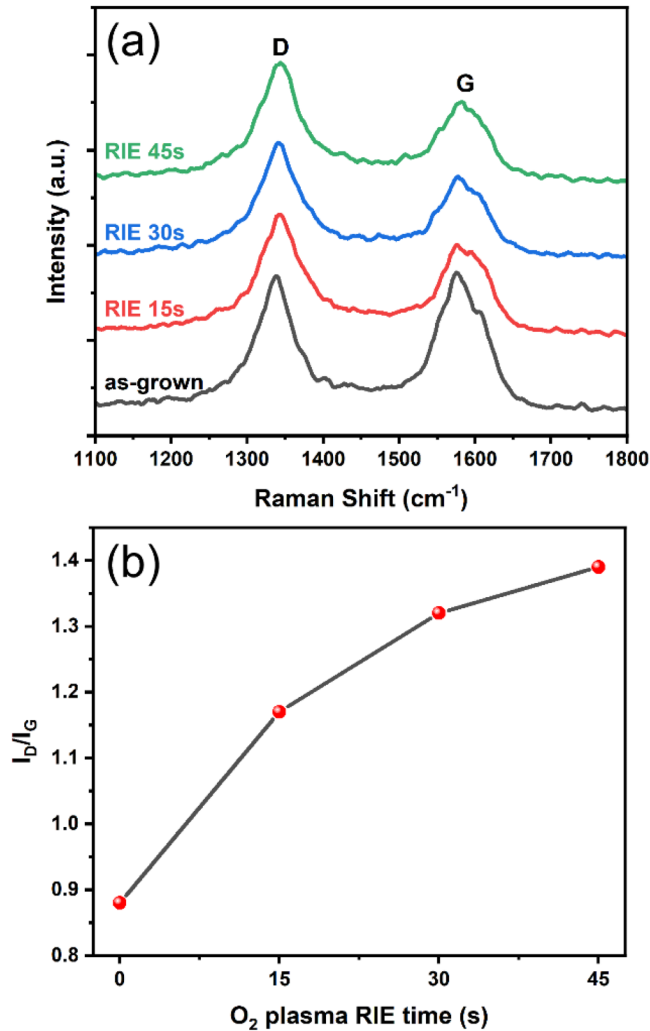 (a)
D
G
RIE 45s
RIE 30s
RIE 15s
as-grown
Intensity (a.u.)
1100 1200 1300 1400 1500 1600 1700 1800
Raman Shift (cm⁻¹)
(b)
1.4
1.3
1.2
1.1
1.0
0.9
0.8
I_D/I_G
0 15 30 45
O₂ plasma RIE time (s)